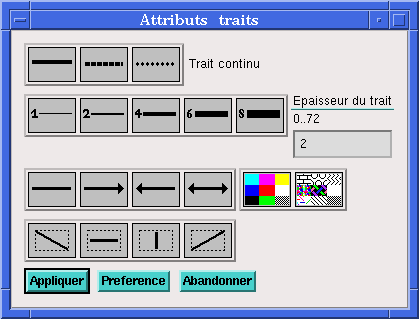 Attributs traits
Trait continu
Epaisseur du trait
0..72
1 2 4 6 8
2
Appliquer Preference Abandonner